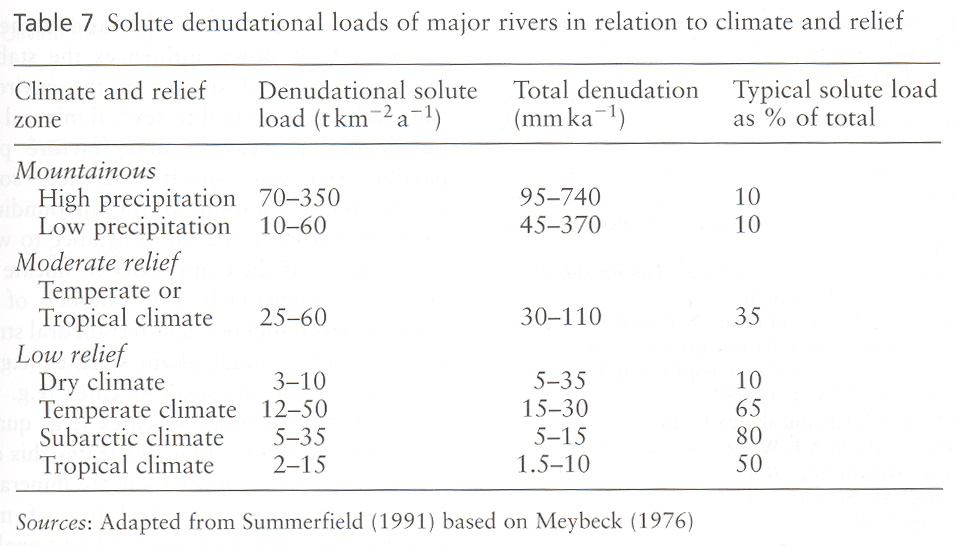 Table 7 Solute denudational loads of major rivers in relation to climate and relief
Climate and relief zone Denudational solute load (t km⁻² a⁻¹) Total denudation (mm ka⁻¹) Typical solute load as % of total
Mountainous
High precipitation 70–350 95–740 10
Low precipitation 10–60 45–370 10
Moderate relief
Temperate or
Tropical climate 25–60 30–110 35
Low relief
Dry climate 3–10 5–35 10
Temperate climate 12–50 15–30 65
Subarctic climate 5–35 5–15 80
Tropical climate 2–15 1.5–10 50
Sources: Adapted from Summerfield (1991) based on Meybeck (1976)